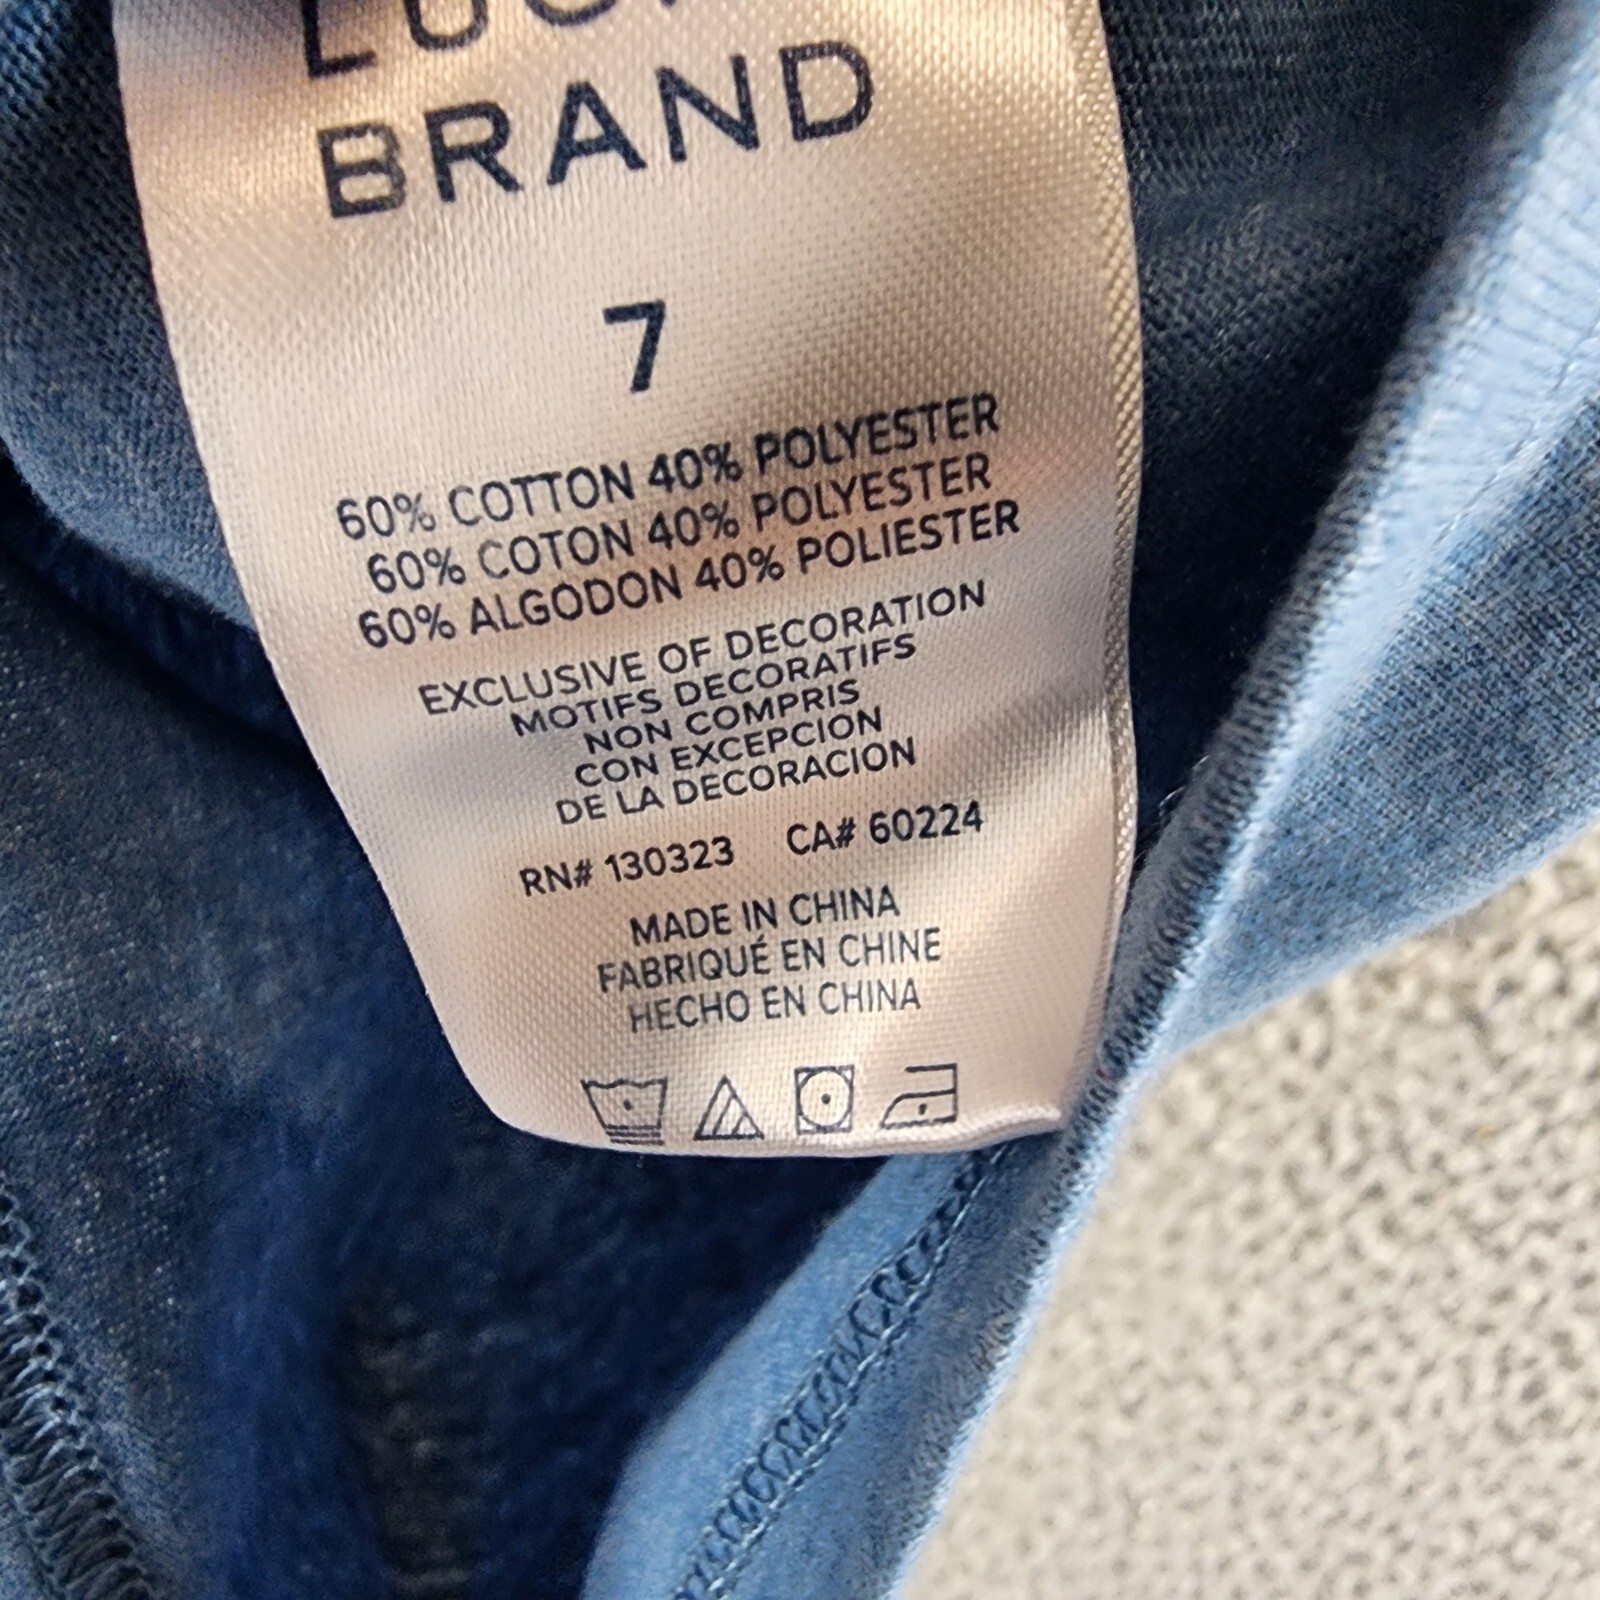 LUCKY
BRAND
7
60% COTTON 40% POLYESTER
60% COTON 40% POLYESTER
60% ALGODON 40% POLIESTER
EXCLUSIVE OF DECORATION
MOTIFS DECORATIFS
NON COMPRIS
CON EXCEPCION
DE LA DECORACION
RN# 130323 CA# 60224
MADE IN CHINA
FABRIQUÉ EN CHINE
HECHO EN CHINA